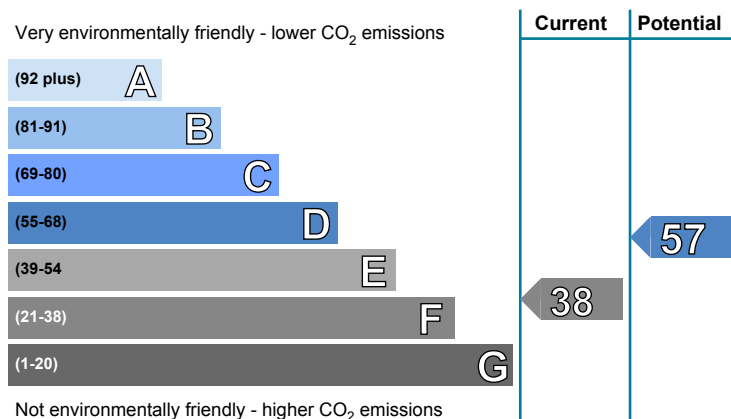 Very environmentally friendly - lower CO₂ emissions
Current
Potential
(92 plus) A
(81-91) B
(69-80) C
(55-68) D
57
(39-54 E
38
(21-38) F
(1-20) G
Not environmentally friendly - higher CO₂ emissions